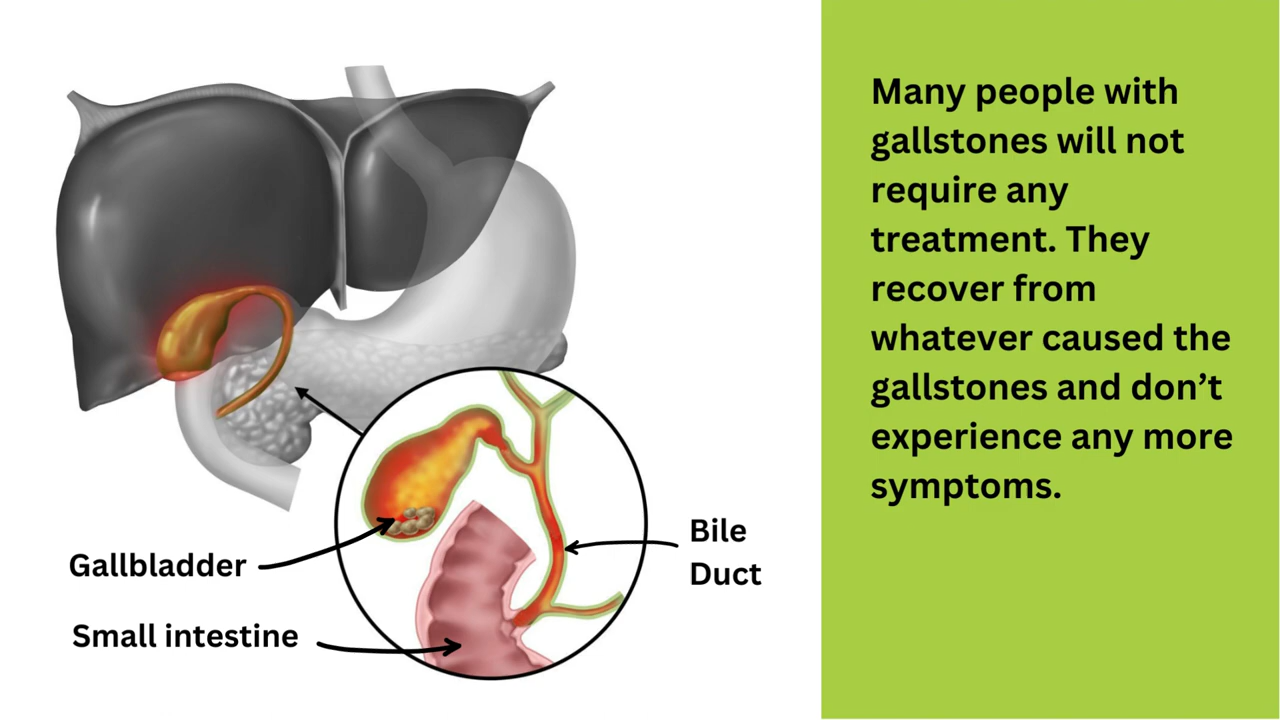 Many people with
gallstones will not
require any
treatment. They
recover from
whatever caused the
gallstones and don’t
experience any more
symptoms.
Gallbladder
Small intestine
Bile
Duct